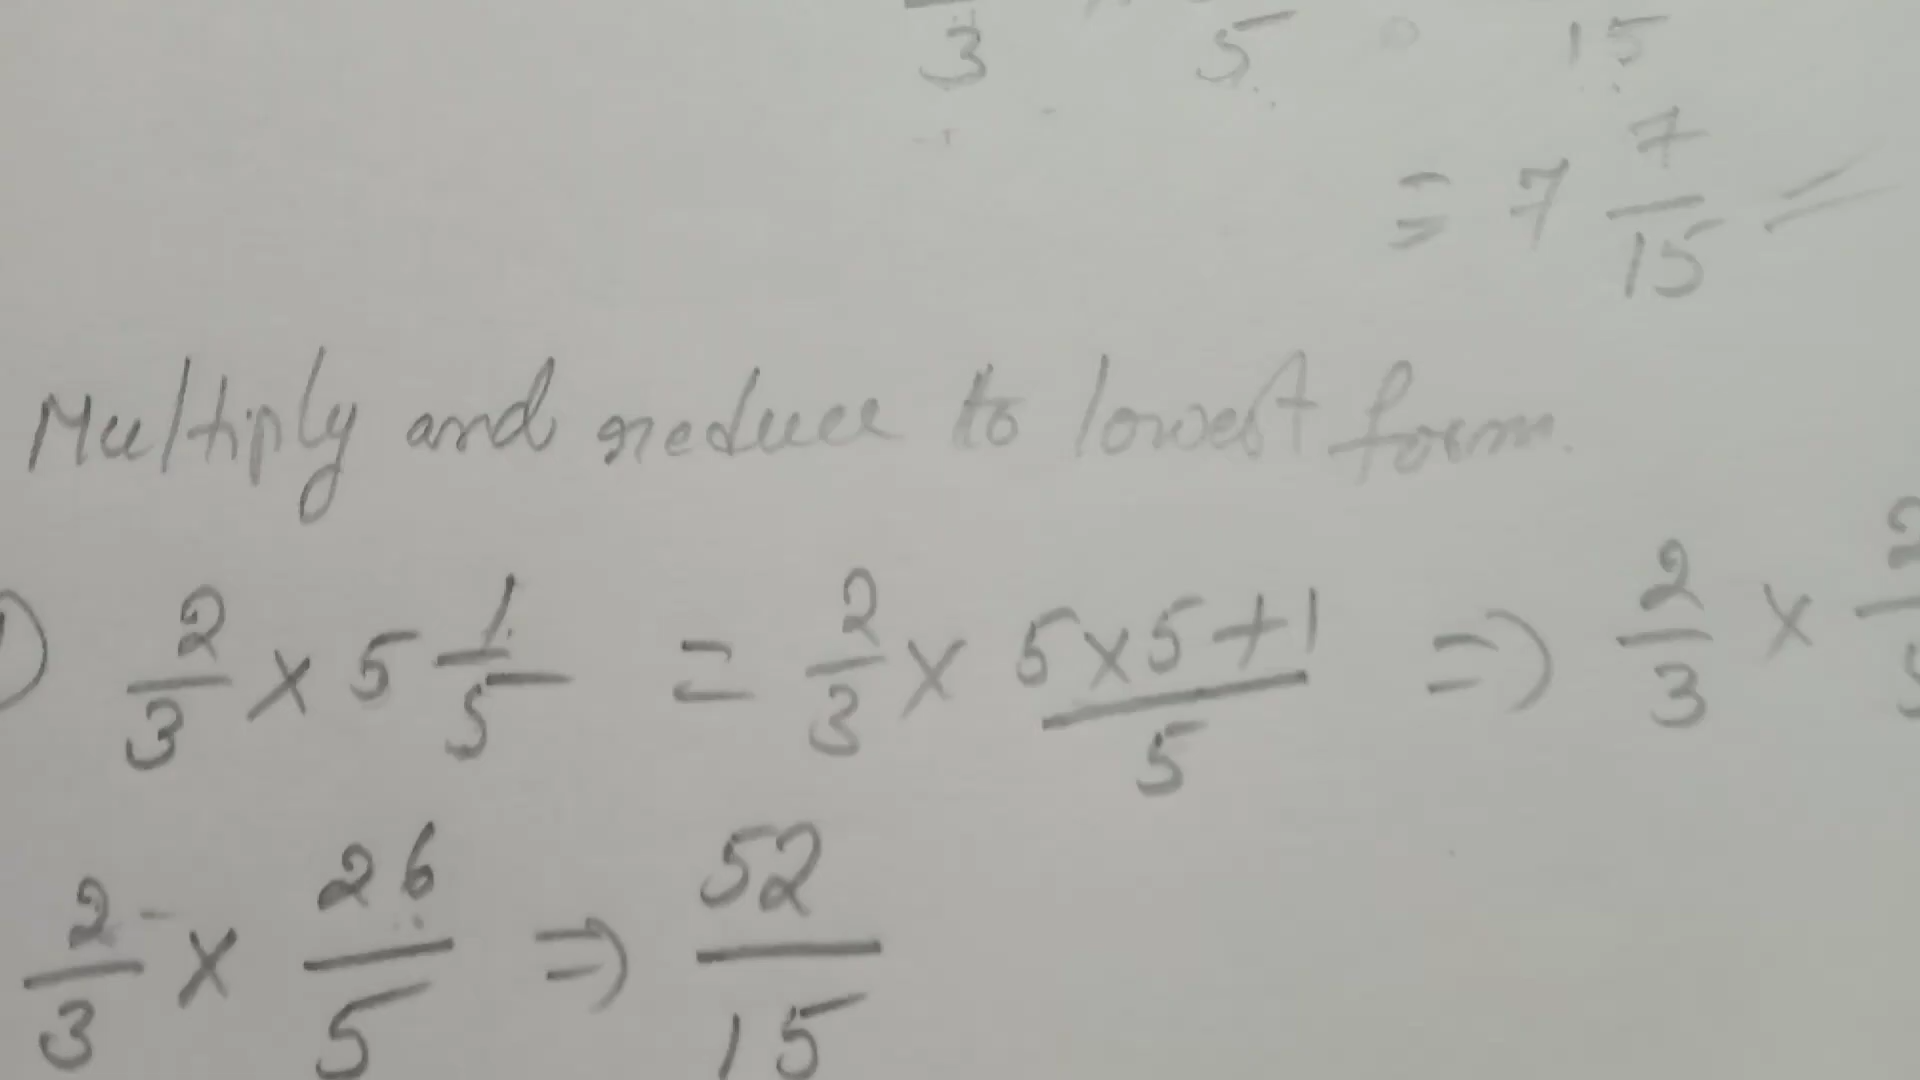 3 5 15
= 7 7/15
Multiply and reduce to lowest form.
) 2/3 × 5 1/5 = 2/3 × 5×5+1/5 => 2/3 ×
2/3 × 26/5 => 52/15